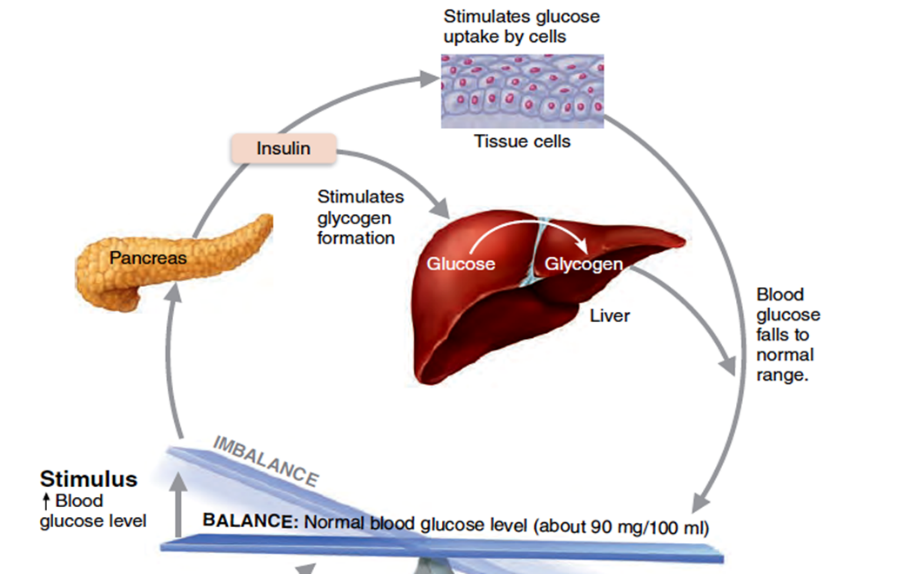 Stimulates glucose
uptake by cells
Tissue cells
Insulin
Stimulates
glycogen
formation
Pancreas
Glucose
Glycogen
Liver
Blood
glucose
falls to
normal
range.
IMBALANCE
Stimulus
↑ Blood
glucose level
BALANCE: Normal blood glucose level (about 90 mg/100 ml)